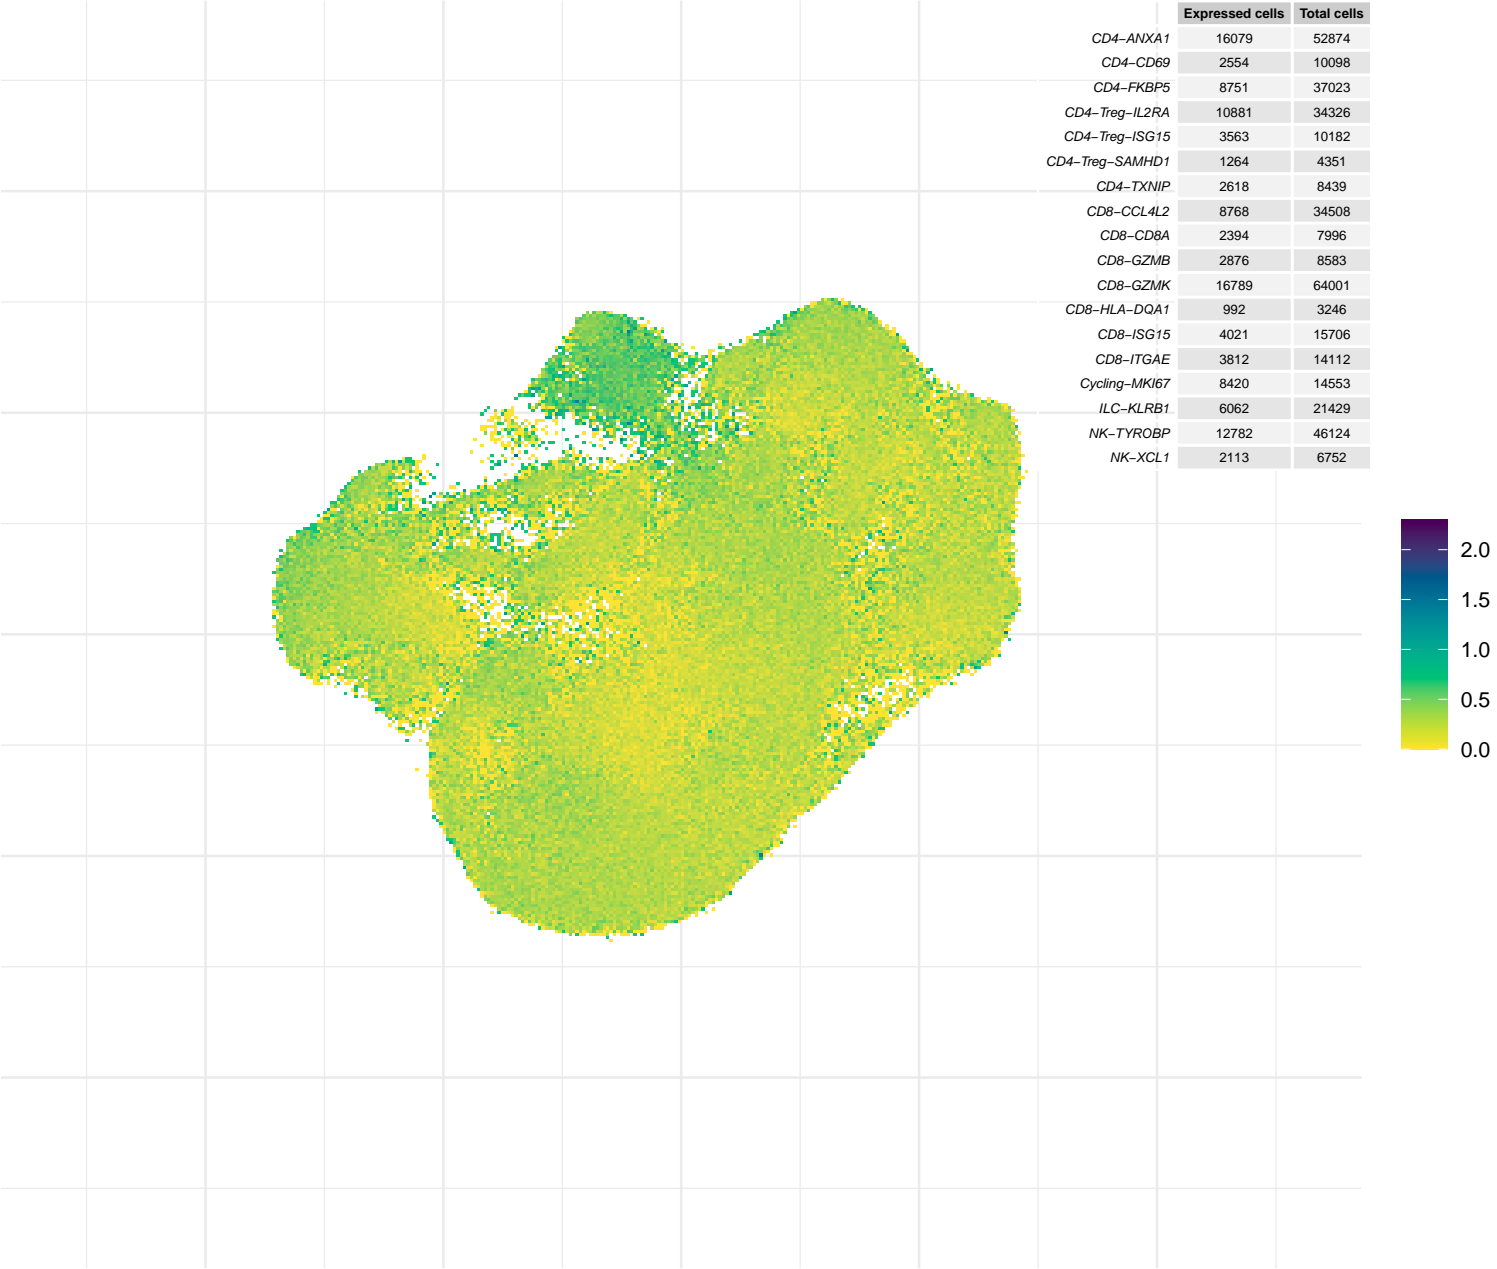 Expressed cells Total cells
CD4−ANXA1 16079 52874
CD4−CD69 2554 10098
CD4−FKBP5 8751 37023
CD4−Treg−IL2RA 10881 34326
CD4−Treg−ISG15 3563 10182
CD4−Treg−SAMHD1 1264 4351
CD4−TXNIP 2618 8439
CD8−CCL4L2 8768 34508
CD8−CD8A 2394 7996
CD8−GZMB 2876 8583
CD8−GZMK 16789 64001
CD8−HLA−DQA1 992 3246
CD8−ISG15 4021 15706
CD8−ITGAE 3812 14112
Cycling−MKI67 8420 14553
ILC−KLRB1 6062 21429
NK−TYROBP 12782 46124
NK−XCL1 2113 6752
2.0
1.5
1.0
0.5
0.0